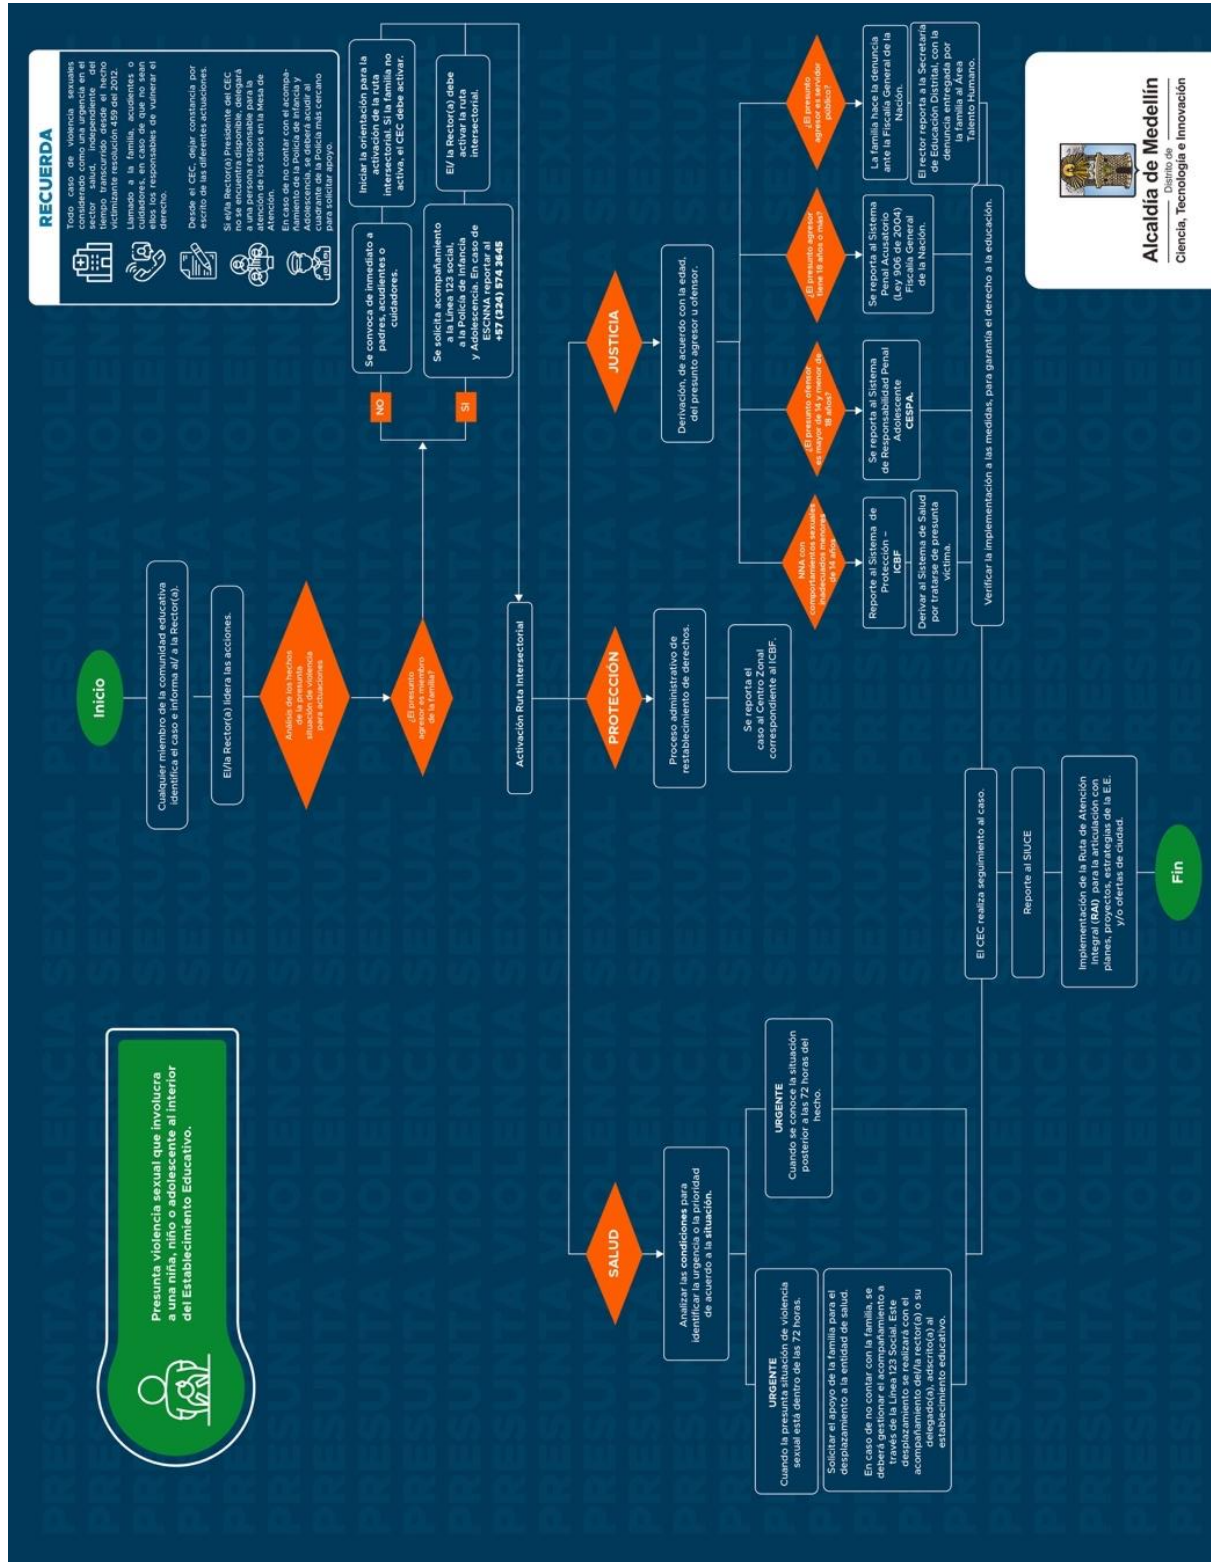 Presunta violencia sexual que involucra
a una niña, niño o adolescente al interior
del Establecimiento Educativo.
Inicio
Cualquier miembro de la comunidad educativa
identifica el caso e informa al/ a la Rector(a).
El/la Rector(a) lidera las acciones.
Análisis de los hechos
de la presunta
situación de violencia
para actuaciones
¿El presunto
agresor es miembro
de la familia?
NO
SI
Se convoca de inmediato a
padres, acudientes o
cuidadores.
Iniciar la orientación para la
activación de la ruta
intersectorial. Si la familia no
activa, el CEC debe activar.
Se solicita acompañamiento
a la Línea 123 social,
a la Policía de Infancia
y Adolescencia. En caso de
ESCNNA reportar al
+57 (324) 574 3645
El/ la Rector(a) debe
activar la ruta
intersectorial.
RECUERDA
Todo caso de violencia sexuales
considerado como una urgencia en el
sector salud, independiente del
tiempo transcurrido desde el hecho
victimizante resolución 459 del 2012.
Llamado a la familia, acudientes o
cuidadores, en caso de que no sean
ellos los responsables de vulnerar el
derecho.
Desde el CEC, dejar constancia por
escrito de las diferentes actuaciones.
Si el/la Rector(a) Presidente del CEC
no se encuentra disponible delegará
a una persona responsable para la
atención de los casos en la Mesa de
Atención.
En caso de no contar con el acompa-
ñamiento de la Policía de Infancia y
Adolescencia, se deberá acudir al
cuadrante de la Policía más cercano
para solicitar apoyo.
Activación Ruta Intersectorial
SALUD
Analizar las condiciones para
identificar la urgencia o la prioridad
de acuerdo a la situación.
URGENTE
Cuando la presunta situación de violencia
sexual está dentro de las 72 horas.
Solicitar el apoyo de la familia para el
desplazamiento a la entidad de salud.
En caso de no contar con la familia, se
deberá gestionar el acompañamiento a
través de la Línea 123 Social. Este
desplazamiento se realizará con el
acompañamiento del/la rector(a) o su
delegado(a), adscrito(a) al
establecimiento educativo.
URGENTE
Cuando se conoce la situación
posterior a las 72 horas del
hecho.
PROTECCIÓN
Proceso administrativo de
restablecimiento de derechos.
Se reporta el
caso al Centro Zonal
correspondiente al ICBF.
JUSTICIA
Derivación, de acuerdo con la edad,
del presunto agresor u ofensor.
NNA con
comportamientos sexuales
inadecuados menores
de 14 años
Reporte al Sistema de
Protección –
ICBF
Derivar al Sistema de Salud
por tratarse de presunta
víctima.
¿El presunto ofensor
es mayor de 14 y menor de
18 años?
Se reporta al Sistema
de Responsabilidad Penal
Adolescente
CESPA.
¿El presunto agresor
tiene 18 años o más?
Se reporta al Sistema
Penal Acusatorio
(Ley 906 de 2004)
Fiscalía General
de la Nación.
¿El presunto
agresor es servidor
público?
La familia hace la denuncia
ante la Fiscalía General de la
Nación.
El rector reporta a la Secretaría
de Educación Distrital, con la
denuncia entregada por
la familia al Área
Talento Humano.
Verificar la implementación a las medidas, para garantía el derecho a la educación.
El CEC realiza seguimiento al caso.
Reporte al SIUCE
Implementación de la Ruta de Atención
Integral (RAI) para la articulación con
planes, proyectos, estrategias de la E.E.
y/o ofertas de ciudad.
Fin
Alcaldía de Medellín
Distrito de
Ciencia, Tecnología e Innovación